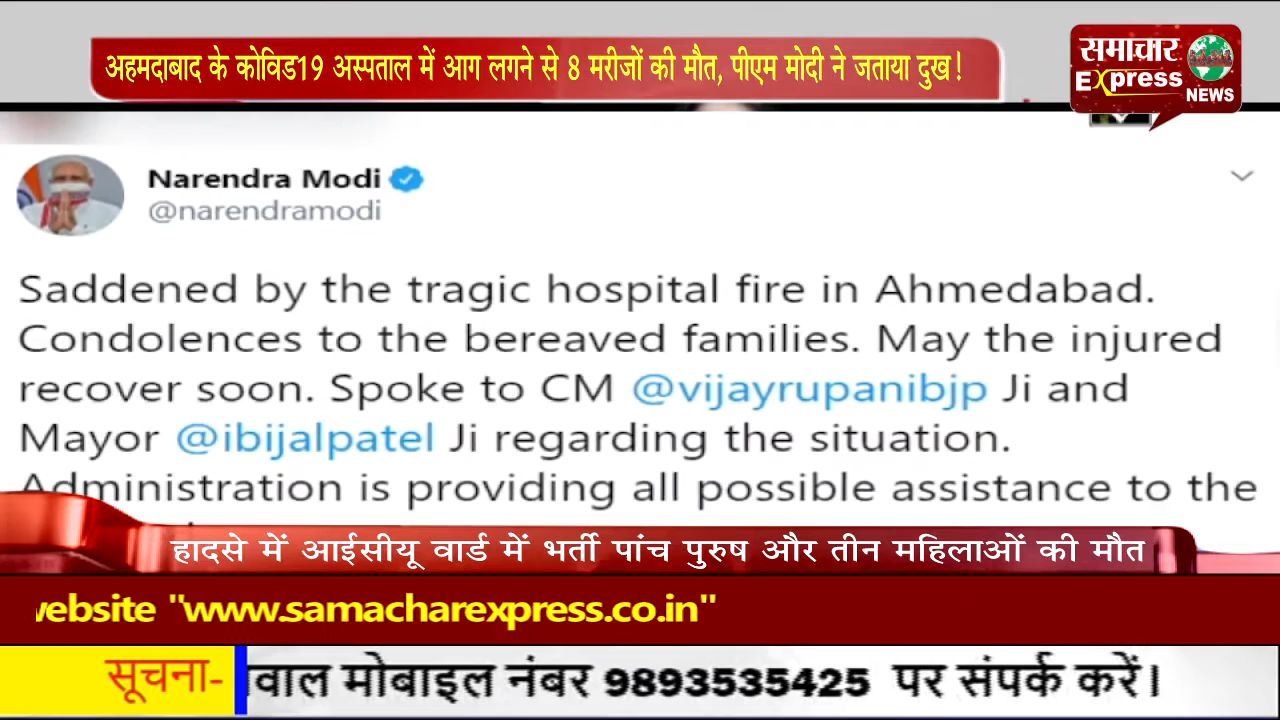 अहमदाबाद के कोविड19 अस्पताल में आग लगने से 8 मरीजों की मौत, पीएम मोदी ने जताया दुख!
समाचार
Express
NEWS
Narendra Modi
@narendramodi
Saddened by the tragic hospital fire in Ahmedabad.
Condolences to the bereaved families. May the injured
recover soon. Spoke to CM @vijayrupanibjp Ji and
Mayor @ibijalpatel Ji regarding the situation.
Administration is providing all possible assistance to the
हादसे में आईसीयू वार्ड में भर्ती पांच पुरुष और तीन महिलाओं की मौत
website "www.samacharexpress.co.in"
सूचना- वाल मोबाइल नंबर 9893535425 पर संपर्क करें।